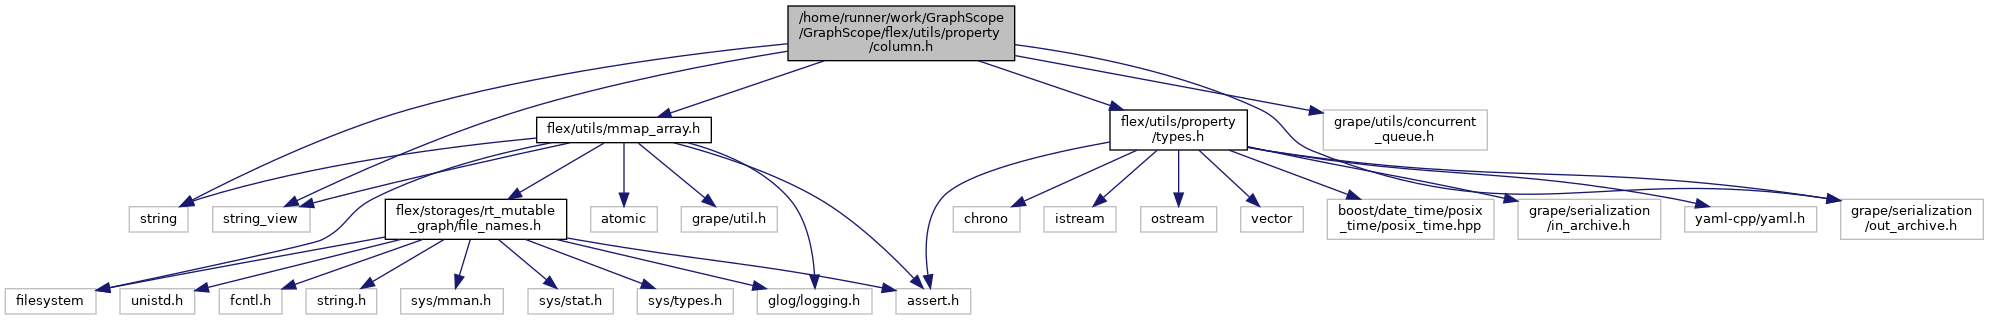 /home/runner/work/GraphScope
/GraphScope/flex/utils/property
/column.h
flex/utils/mmap_array.h
flex/utils/property
/types.h
grape/utils/concurrent
_queue.h
string
string_view
flex/storages/rt_mutable
_graph/file_names.h
atomic
grape/util.h
chrono
istream
ostream
vector
boost/date_time/posix
_time/posix_time.hpp
grape/serialization
/in_archive.h
yaml-cpp/yaml.h
grape/serialization
/out_archive.h
filesystem
unistd.h
fcntl.h
string.h
sys/mman.h
sys/stat.h
sys/types.h
glog/logging.h
assert.h